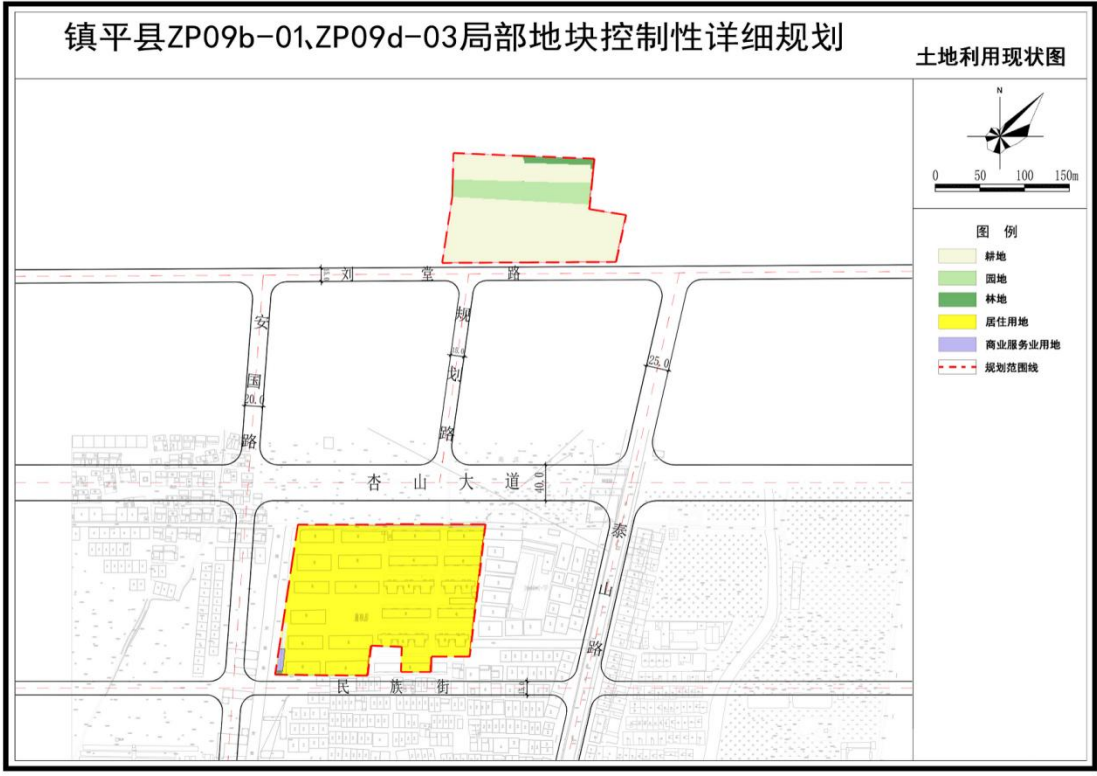 镇平县ZP09b-01、ZP09d-03局部地块控制性详细规划
土地利用现状图
N
0 50 100 150m
图 例
耕地
园地
林地
居住用地
商业服务业用地
规划范围线
刘堂路
安国路
20.0
规划路
25.0
杏山大道
40.0
泰山路
民族街